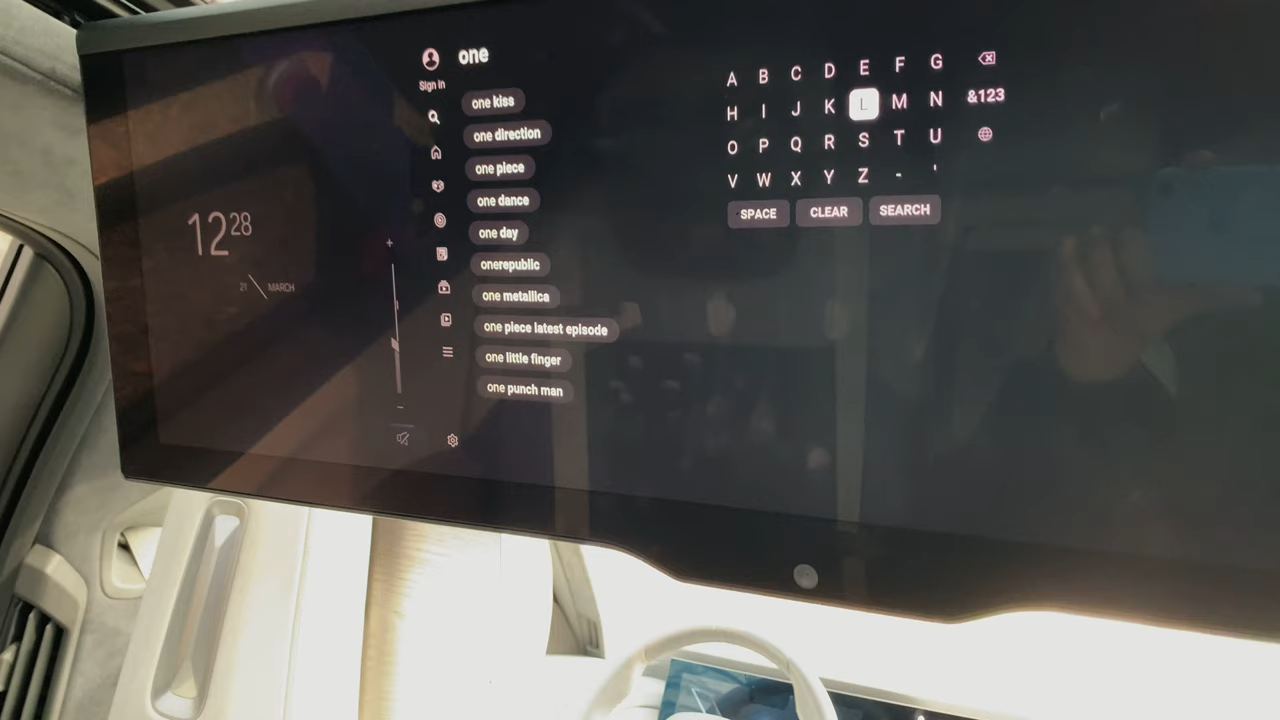 12 28
21 MARCH
Sign in
one
one kiss
one direction
one piece
one dance
one day
onerepublic
one metallica
one piece latest episode
one little finger
one punch man
A B C D E F G
H I J K L M N &123
O P Q R S T U
V W X Y Z - '
SPACE CLEAR SEARCH